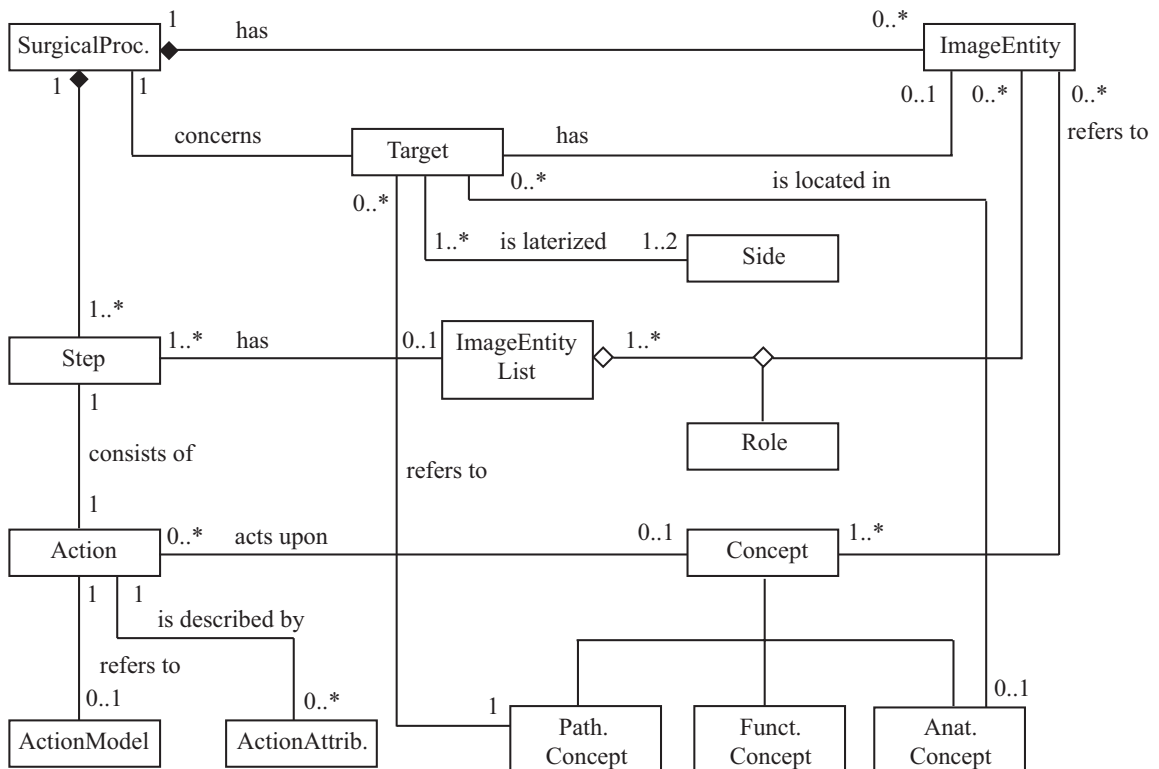 1
has
0..*
SurgicalProc.
ImageEntity
1
1
0..1
0..*
0..*
concerns
Target
has
refers to
0..*
0..*
is located in
1..*
is laterized
1..2
Side
1..*
1..*
has
0..1
ImageEntity
List
1..*
Step
1
Role
consists of
refers to
1
0..*
acts upon
0..1
1..*
Action
Concept
1
1
is described by
refers to
0..1
0..*
1
0..1
ActionModel
ActionAttrib.
Path.
Concept
Funct.
Concept
Anat.
Concept